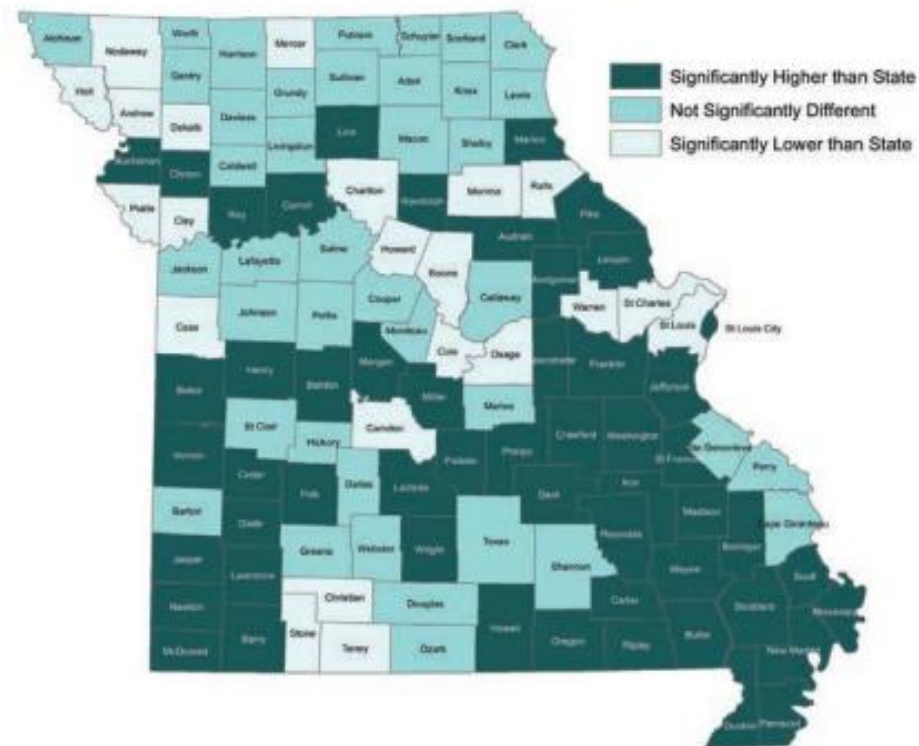 Significantly Higher than State
Not Significantly Different
Significantly Lower than State
Atchison
Nodaway
Worth
Harrison
Mercer
Putnam
Schuyler
Scotland
Clark
Gentry
Sullivan
Adair
Knox
Lewis
Holt
Andrew
Grundy
Daviess
Dekalb
Linn
Macon
Shelby
Marion
Livingston
Buchanan
Clinton
Caldwell
Chariton
Randolph
Monroe
Ralls
Platte
Clay
Ray
Carroll
Pike
Audrain
Howard
Saline
Lafayette
Jackson
Boone
Lincoln
Montgomery
Callaway
Cooper
Warren
St Charles
St Louis
St Louis City
Johnson
Pettis
Cass
Moniteau
Cole
Osage
Gasconade
Franklin
Jefferson
Morgan
Henry
Benton
Bates
Miller
Maries
St Clair
Hickory
Camden
Crawford
Washington
Phelps
Pulaski
Vernon
Cedar
Polk
Dallas
Laclede
Dent
Iron
Perry
Madison
Barton
Dade
Greene
Webster
Wright
Texas
Shannon
Reynolds
Bollinger
Cape Girardeau
Jasper
Lawrence
Wayne
Scott
Christian
Douglas
Carter
Newton
Stone
Taney
Ozark
Howell
Oregon
Ripley
Butler
Stoddard
Mississippi
McDonald
Barry
New Madrid
Dunklin
Pemiscot